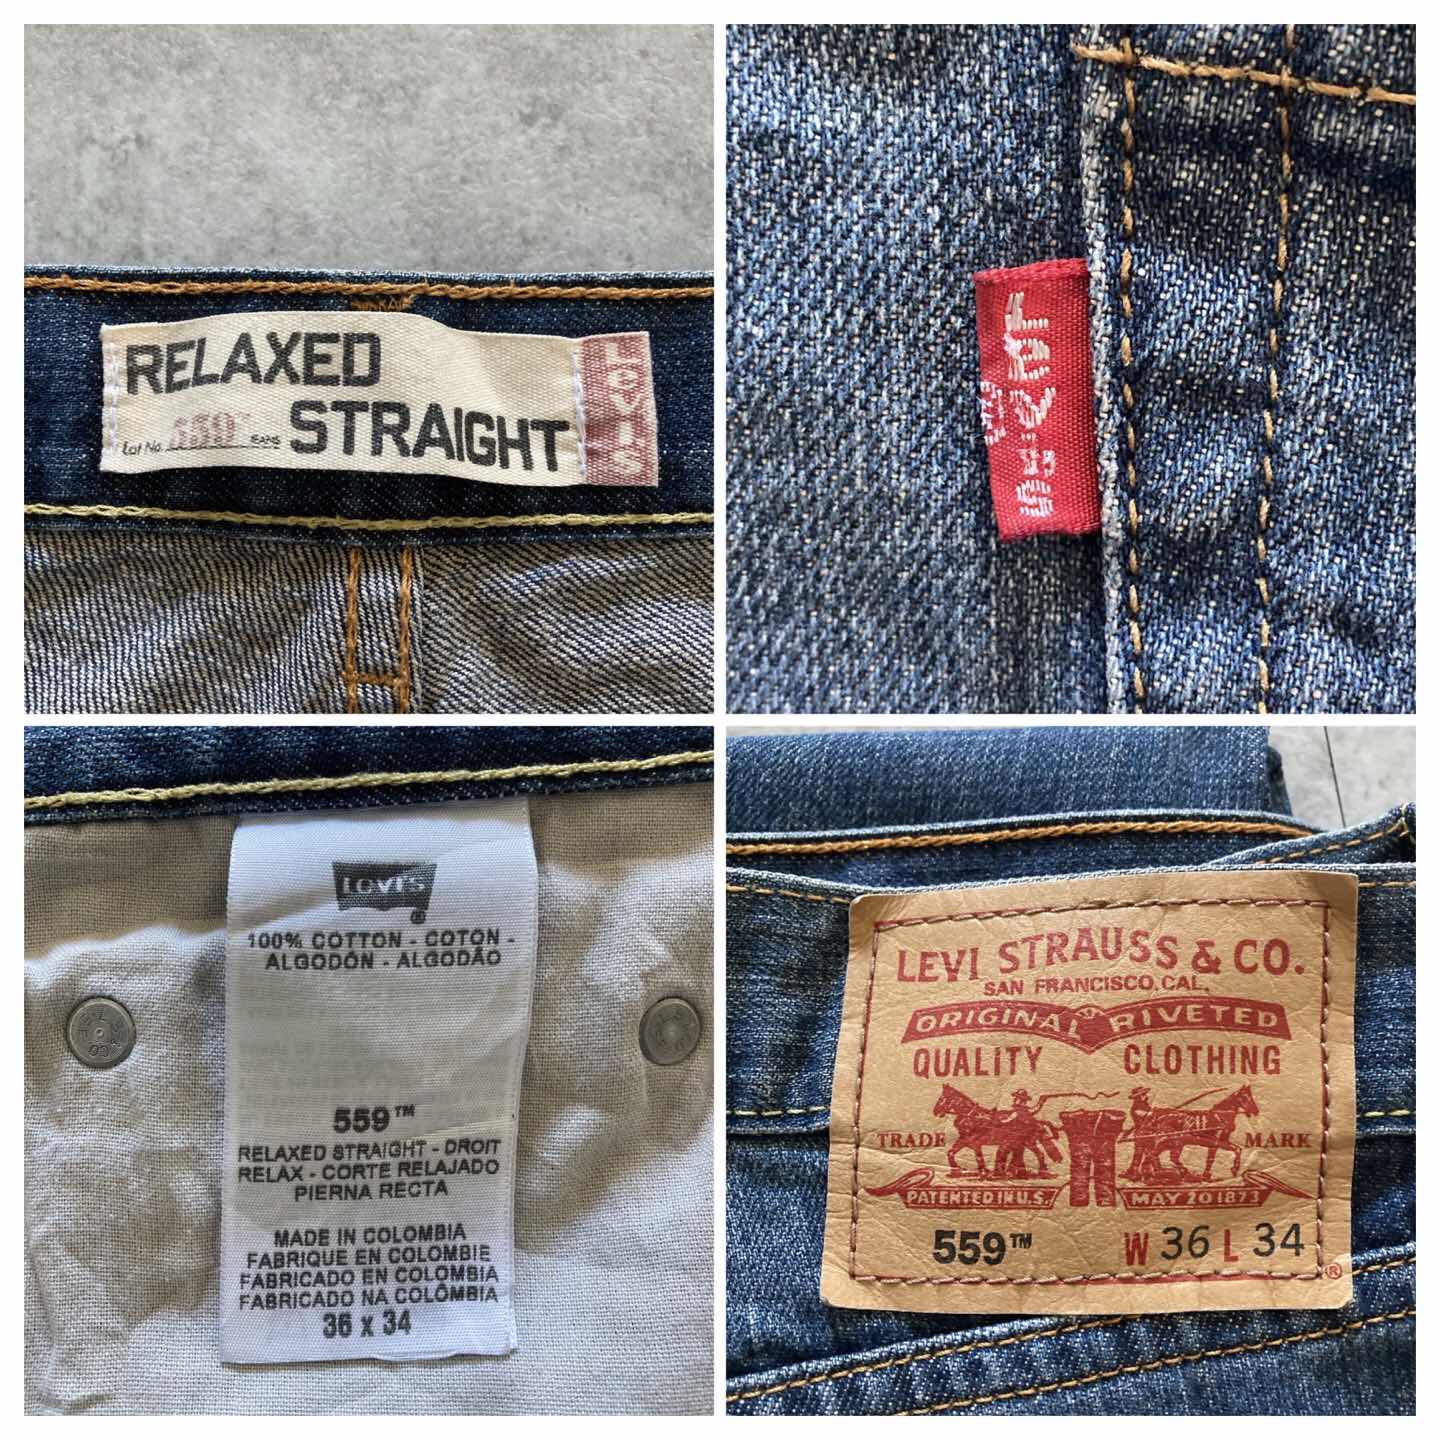 RELAXED
Lot No. 559™ JEANS STRAIGHT
LEVI'S
LEVI'S
®
LEVI'S
®
100% COTTON - COTON -
ALGODÓN - ALGODÃO
559™
RELAXED STRAIGHT - DROIT
RELAX - CORTE RELAJADO
PIERNA RECTA
MADE IN COLOMBIA
FABRIQUE EN COLOMBIE
FABRICADO EN COLOMBIA
FABRICADO NA COLÔMBIA
36 x 34
LEVI STRAUSS & CO.
SAN FRANCISCO, CAL.
ORIGINAL RIVETED
QUALITY CLOTHING
TRADE MARK
PATENTED IN U.S. MAY 20 1873
559™ W 36 L 34
®